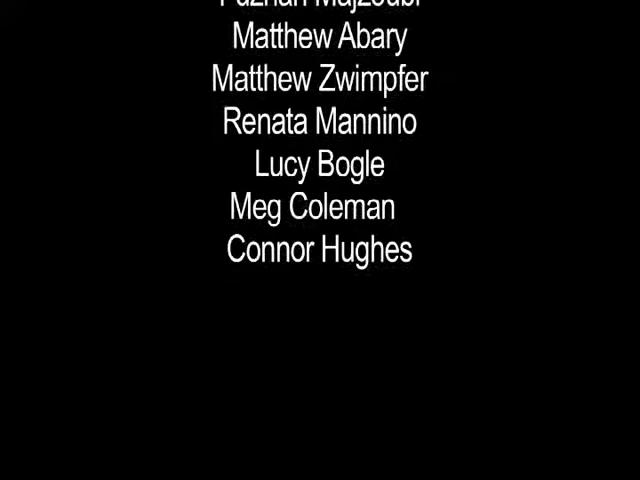 Matthew Abary
Matthew Zwimpfer
Renata Mannino
Lucy Bogle
Meg Coleman
Connor Hughes